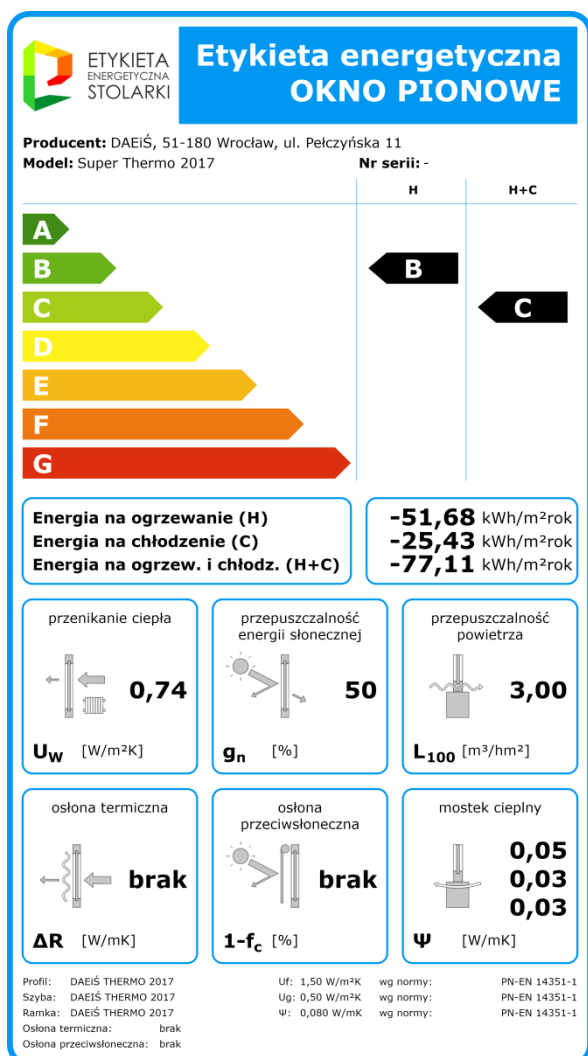 ETYKIETA
ENERGETYCZNA
STOLARKI
Etykieta energetyczna
OKNO PIONOWE
Producent: DAEiŚ, 51-180 Wrocław, ul. Pełczyńska 11
Model: Super Thermo 2017 Nr serii: -
H H+C
A
B B
C C
D
E
F
G
Energia na ogrzewanie (H) -51,68 kWh/m²rok
Energia na chłodzenie (C) -25,43 kWh/m²rok
Energia na ogrzew. i chłodz. (H+C) -77,11 kWh/m²rok
przenikanie ciepła
0,74
Uw [W/m²K]
przepuszczalność
energii słonecznej
50
gn [%]
przepuszczalność
powietrza
3,00
L100 [m³/hm²]
osłona termiczna
brak
ΔR [W/mK]
osłona
przeciwsłoneczna
brak
1-fc [%]
mostek cieplny
0,05
0,03
0,03
Ψ [W/mK]
Profil: DAEIŚ THERMO 2017 Uf: 1,50 W/m²K wg normy: PN-EN 14351-1
Szyba: DAEIŚ THERMO 2017 Ug: 0,50 W/m²K wg normy: PN-EN 14351-1
Ramka: DAEIŚ THERMO 2017 Ψ: 0,080 W/mK wg normy: PN-EN 14351-1
Osłona termiczna: brak
Osłona przeciwsłoneczna: brak